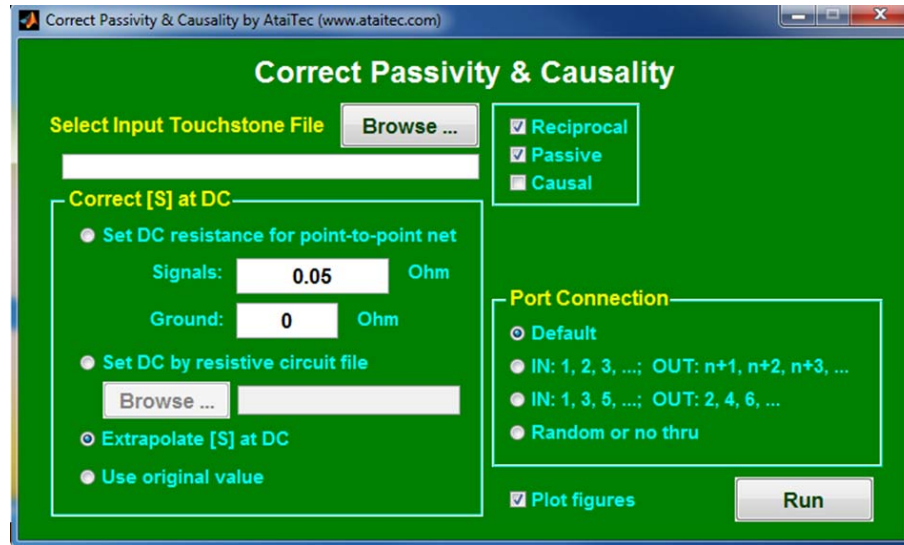 Correct Passivity & Causality by AtaiTec (www.ataitec.com)
Correct Passivity & Causality
Select Input Touchstone File
Browse ...
Reciprocal
Passive
Causal
Correct [S] at DC
Set DC resistance for point-to-point net
Signals: 0.05 Ohm
Ground: 0 Ohm
Set DC by resistive circuit file
Browse ...
Extrapolate [S] at DC
Use original value
Port Connection
Default
IN: 1, 2, 3, ...; OUT: n+1, n+2, n+3, ...
IN: 1, 3, 5, ...; OUT: 2, 4, 6, ...
Random or no thru
Plot figures
Run